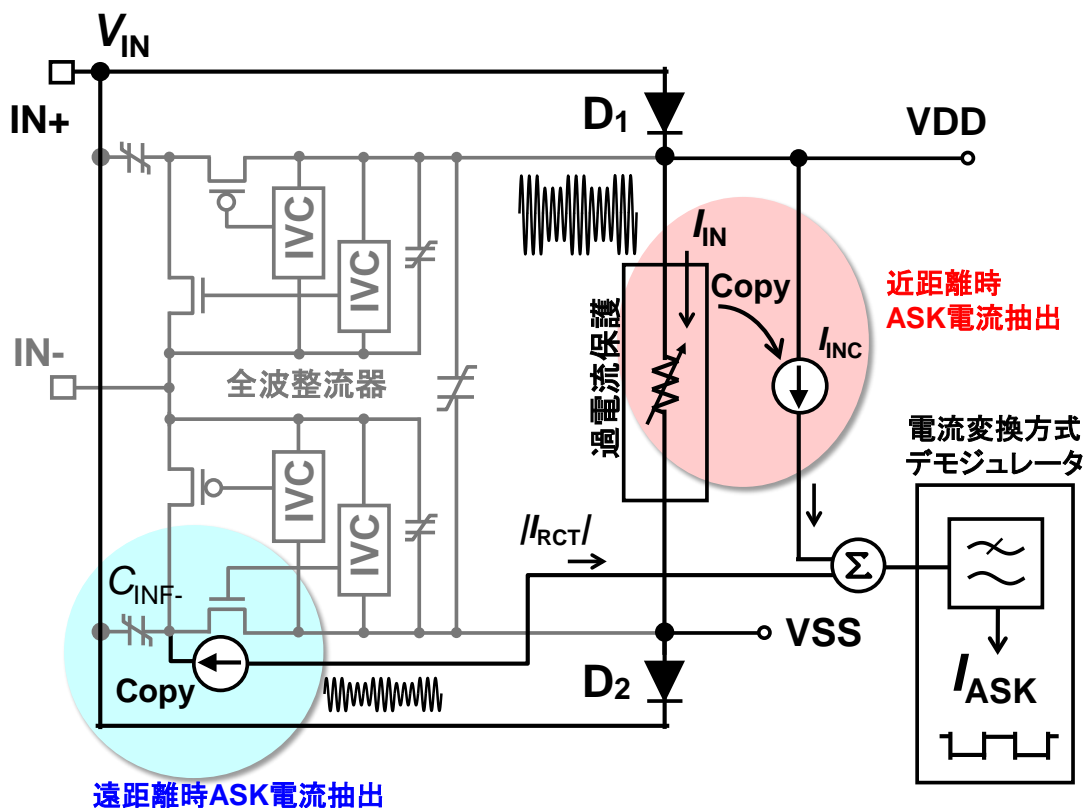 VIN
IN+
D1
VDD
IVC
IVC
IIN
Copy
近距離時
ASK電流抽出
過電流保護
IINC
IN-
全波整流器
電流変換方式
デモジュレータ
IVC
IVC
|IRCT|
Σ
CINF-
VSS
Copy
D2
IASK
遠距離時ASK電流抽出